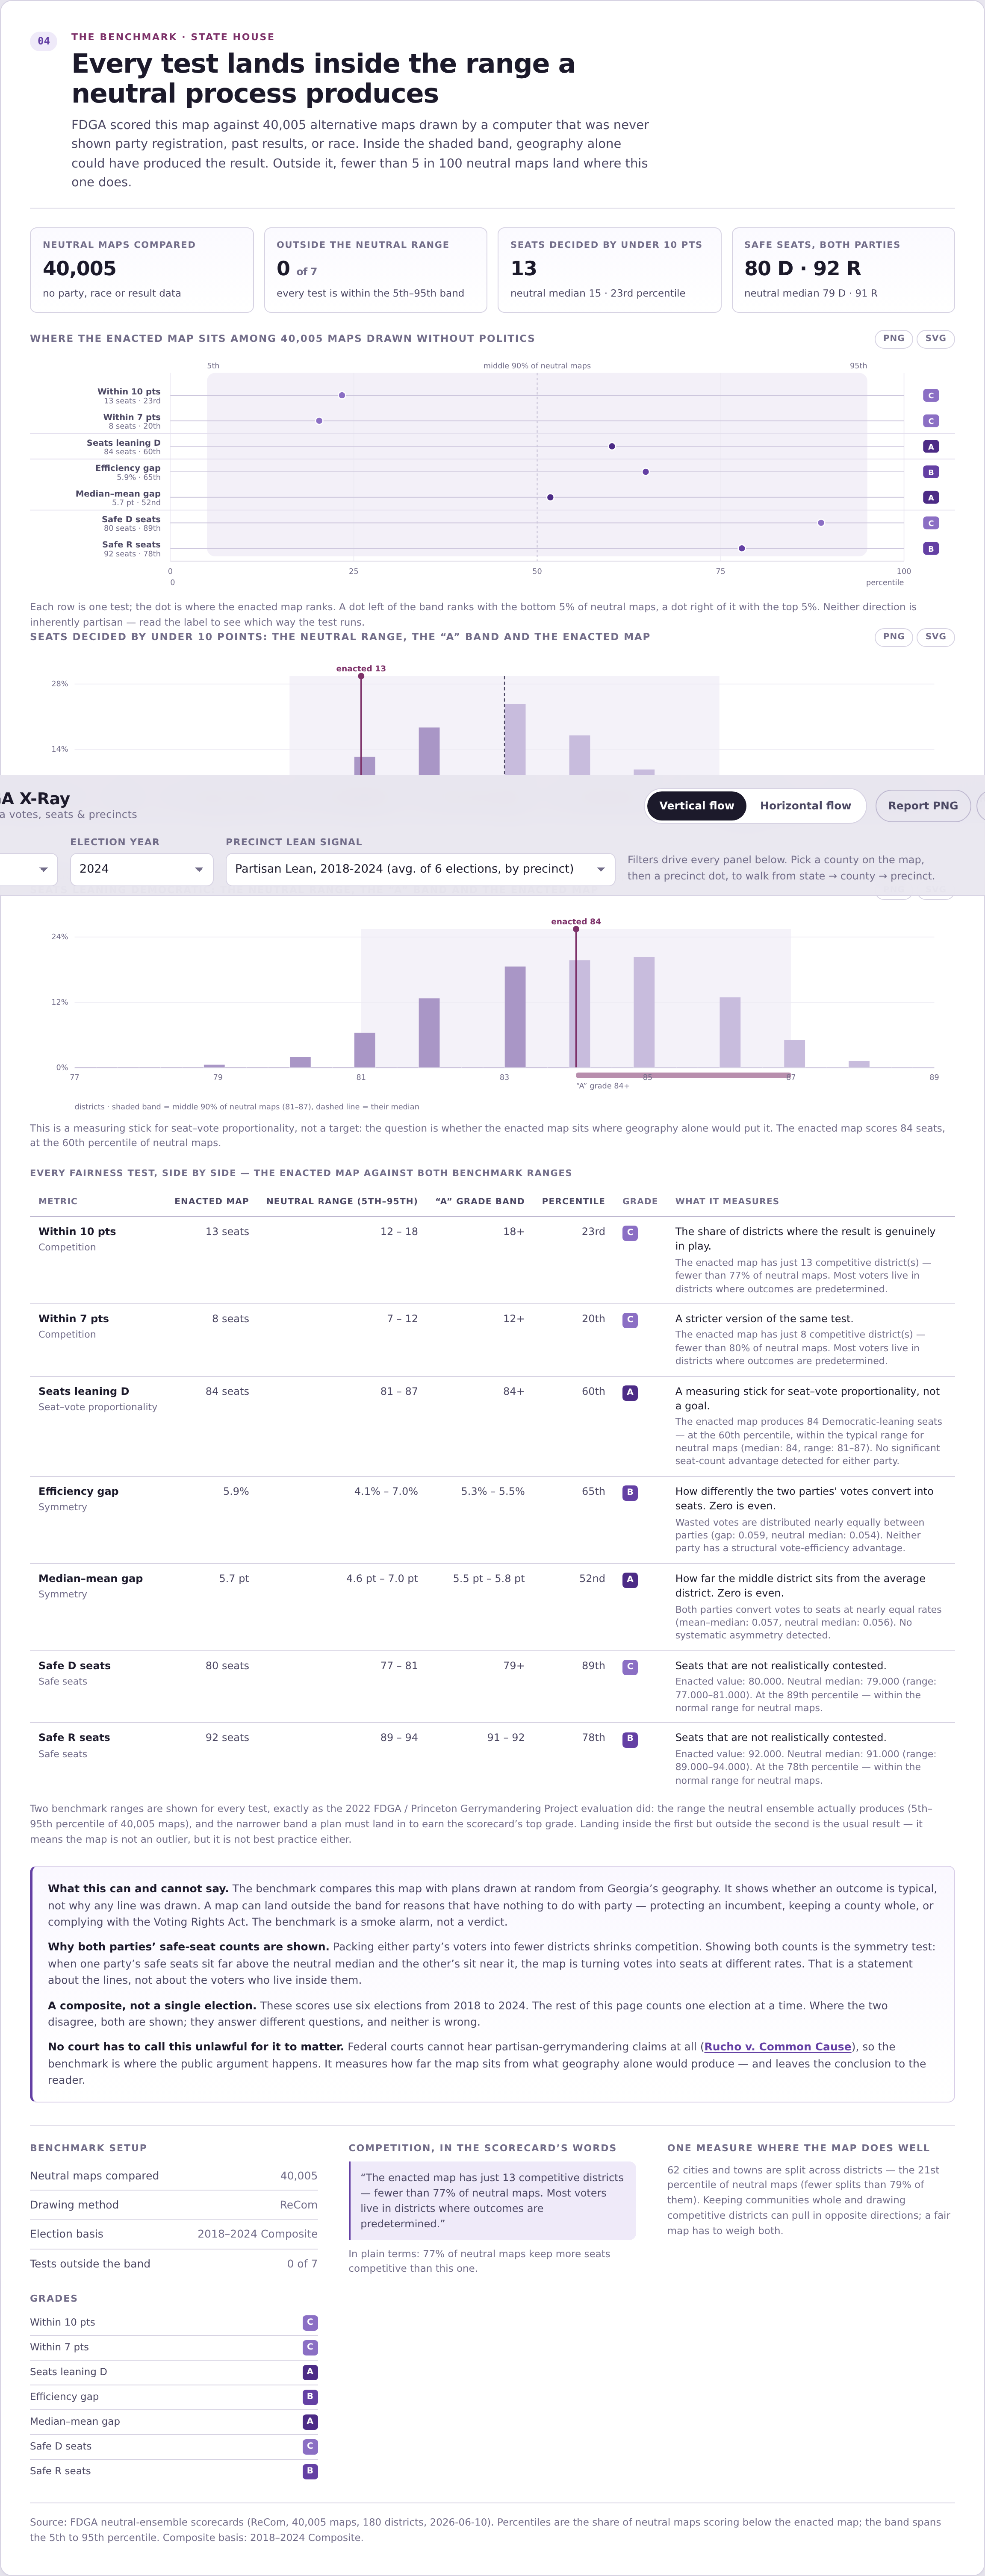 04
THE BENCHMARK · STATE HOUSE
Every test lands inside the range a
neutral process produces
FDGA scored this map against 40,005 alternative maps drawn by a computer that was never
shown party registration, past results, or race. Inside the shaded band, geography alone
could have produced the result. Outside it, fewer than 5 in 100 neutral maps land where this
one does.
NEUTRAL MAPS COMPARED
40,005
no party, race or result data
OUTSIDE THE NEUTRAL RANGE
0 of 7
every test is within the 5th–95th band
SEATS DECIDED BY UNDER 10 PTS
13
neutral median 15 · 23rd percentile
SAFE SEATS, BOTH PARTIES
80 D · 92 R
neutral median 79 D · 91 R
WHERE THE ENACTED MAP SITS AMONG 40,005 MAPS DRAWN WITHOUT POLITICS
PNG SVG
5th middle 90% of neutral maps 95th
Within 10 pts
13 seats · 23rd
C
Within 7 pts
8 seats · 20th
C
Seats leaning D
84 seats · 60th
A
Efficiency gap
5.9% · 65th
B
Median–mean gap
5.7 pt · 52nd
A
Safe D seats
80 seats · 89th
C
Safe R seats
92 seats · 78th
B
0 25 50 75 100
0 percentile
Each row is one test; the dot is where the enacted map ranks. A dot left of the band ranks with the bottom 5% of neutral maps, a dot right of it with the top 5%. Neither direction is
inherently partisan — read the label to see which way the test runs.
SEATS DECIDED BY UNDER 10 POINTS: THE NEUTRAL RANGE, THE “A” BAND AND THE ENACTED MAP
PNG SVG
enacted 13
28%
14%
GA X-Ray
a votes, seats & precincts
Vertical flow Horizontal flow Report PNG
ELECTION YEAR
2024
PRECINCT LEAN SIGNAL
Partisan Lean, 2018-2024 (avg. of 6 elections, by precinct)
Filters drive every panel below. Pick a county on the map,
then a precinct dot, to walk from state → county → precinct.
enacted 84
24%
12%
0%
77 79 81 83 85 87 89
“A” grade 84+
districts · shaded band = middle 90% of neutral maps (81–87), dashed line = their median
This is a measuring stick for seat–vote proportionality, not a target: the question is whether the enacted map sits where geography alone would put it. The enacted map scores 84 seats,
at the 60th percentile of neutral maps.
EVERY FAIRNESS TEST, SIDE BY SIDE — THE ENACTED MAP AGAINST BOTH BENCHMARK RANGES
METRIC ENACTED MAP NEUTRAL RANGE (5TH–95TH) “A” GRADE BAND PERCENTILE GRADE WHAT IT MEASURES
Within 10 pts 13 seats 12 – 18 18+ 23rd C The share of districts where the result is genuinely
Competition
in play.
The enacted map has just 13 competitive district(s) —
fewer than 77% of neutral maps. Most voters live in
districts where outcomes are predetermined.
Within 7 pts 8 seats 7 – 12 12+ 20th C A stricter version of the same test.
Competition
The enacted map has just 8 competitive district(s) —
fewer than 80% of neutral maps. Most voters live in
districts where outcomes are predetermined.
Seats leaning D 84 seats 81 – 87 84+ 60th A A measuring stick for seat–vote proportionality, not
Seat–vote proportionality
a goal.
The enacted map produces 84 Democratic-leaning seats
— at the 60th percentile, within the typical range for
neutral maps (median: 84, range: 81–87). No significant
seat-count advantage detected for either party.
Efficiency gap 5.9% 4.1% – 7.0% 5.3% – 5.5% 65th B How differently the two parties' votes convert into
Symmetry
seats. Zero is even.
Wasted votes are distributed nearly equally between
parties (gap: 0.059, neutral median: 0.054). Neither
party has a structural vote-efficiency advantage.
Median–mean gap 5.7 pt 4.6 pt – 7.0 pt 5.5 pt – 5.8 pt 52nd A How far the middle district sits from the average
Symmetry
district. Zero is even.
Both parties convert votes to seats at nearly equal rates
(mean–median: 0.057, neutral median: 0.056). No
systematic asymmetry detected.
Safe D seats 80 seats 77 – 81 79+ 89th C Seats that are not realistically contested.
Safe seats
Enacted value: 80.000. Neutral median: 79.000 (range:
77.000–81.000). At the 89th percentile — within the
normal range for neutral maps.
Safe R seats 92 seats 89 – 94 91 – 92 78th B Seats that are not realistically contested.
Safe seats
Enacted value: 92.000. Neutral median: 91.000 (range:
89.000–94.000). At the 78th percentile — within the
normal range for neutral maps.
Two benchmark ranges are shown for every test, exactly as the 2022 FDGA / Princeton Gerrymandering Project evaluation did: the range the neutral ensemble actually produces (5th–
95th percentile of 40,005 maps), and the narrower band a plan must land in to earn the scorecard’s top grade. Landing inside the first but outside the second is the usual result — it
means the map is not an outlier, but it is not best practice either.
What this can and cannot say. The benchmark compares this map with plans drawn at random from Georgia’s geography. It shows whether an outcome is typical,
not why any line was drawn. A map can land outside the band for reasons that have nothing to do with party — protecting an incumbent, keeping a county whole, or
complying with the Voting Rights Act. The benchmark is a smoke alarm, not a verdict.
Why both parties’ safe-seat counts are shown. Packing either party’s voters into fewer districts shrinks competition. Showing both counts is the symmetry test:
when one party’s safe seats sit far above the neutral median and the other’s sit near it, the map is turning votes into seats at different rates. That is a statement
about the lines, not about the voters who live inside them.
A composite, not a single election. These scores use six elections from 2018 to 2024. The rest of this page counts one election at a time. Where the two
disagree, both are shown; they answer different questions, and neither is wrong.
No court has to call this unlawful for it to matter. Federal courts cannot hear partisan-gerrymandering claims at all (Rucho v. Common Cause), so the
benchmark is where the public argument happens. It measures how far the map sits from what geography alone would produce — and leaves the conclusion to the
reader.
BENCHMARK SETUP
Neutral maps compared 40,005
Drawing method ReCom
Election basis 2018–2024 Composite
Tests outside the band 0 of 7
GRADES
Within 10 pts C
Within 7 pts C
Seats leaning D A
Efficiency gap B
Median–mean gap A
Safe D seats C
Safe R seats B
COMPETITION, IN THE SCORECARD’S WORDS
“The enacted map has just 13 competitive districts
— fewer than 77% of neutral maps. Most voters
live in districts where outcomes are
predetermined.”
In plain terms: 77% of neutral maps keep more seats
competitive than this one.
ONE MEASURE WHERE THE MAP DOES WELL
62 cities and towns are split across districts — the 21st
percentile of neutral maps (fewer splits than 79% of
them). Keeping communities whole and drawing
competitive districts can pull in opposite directions; a fair
map has to weigh both.
Source: FDGA neutral-ensemble scorecards (ReCom, 40,005 maps, 180 districts, 2026-06-10). Percentiles are the share of neutral maps scoring below the enacted map; the band spans
the 5th to 95th percentile. Composite basis: 2018–2024 Composite.